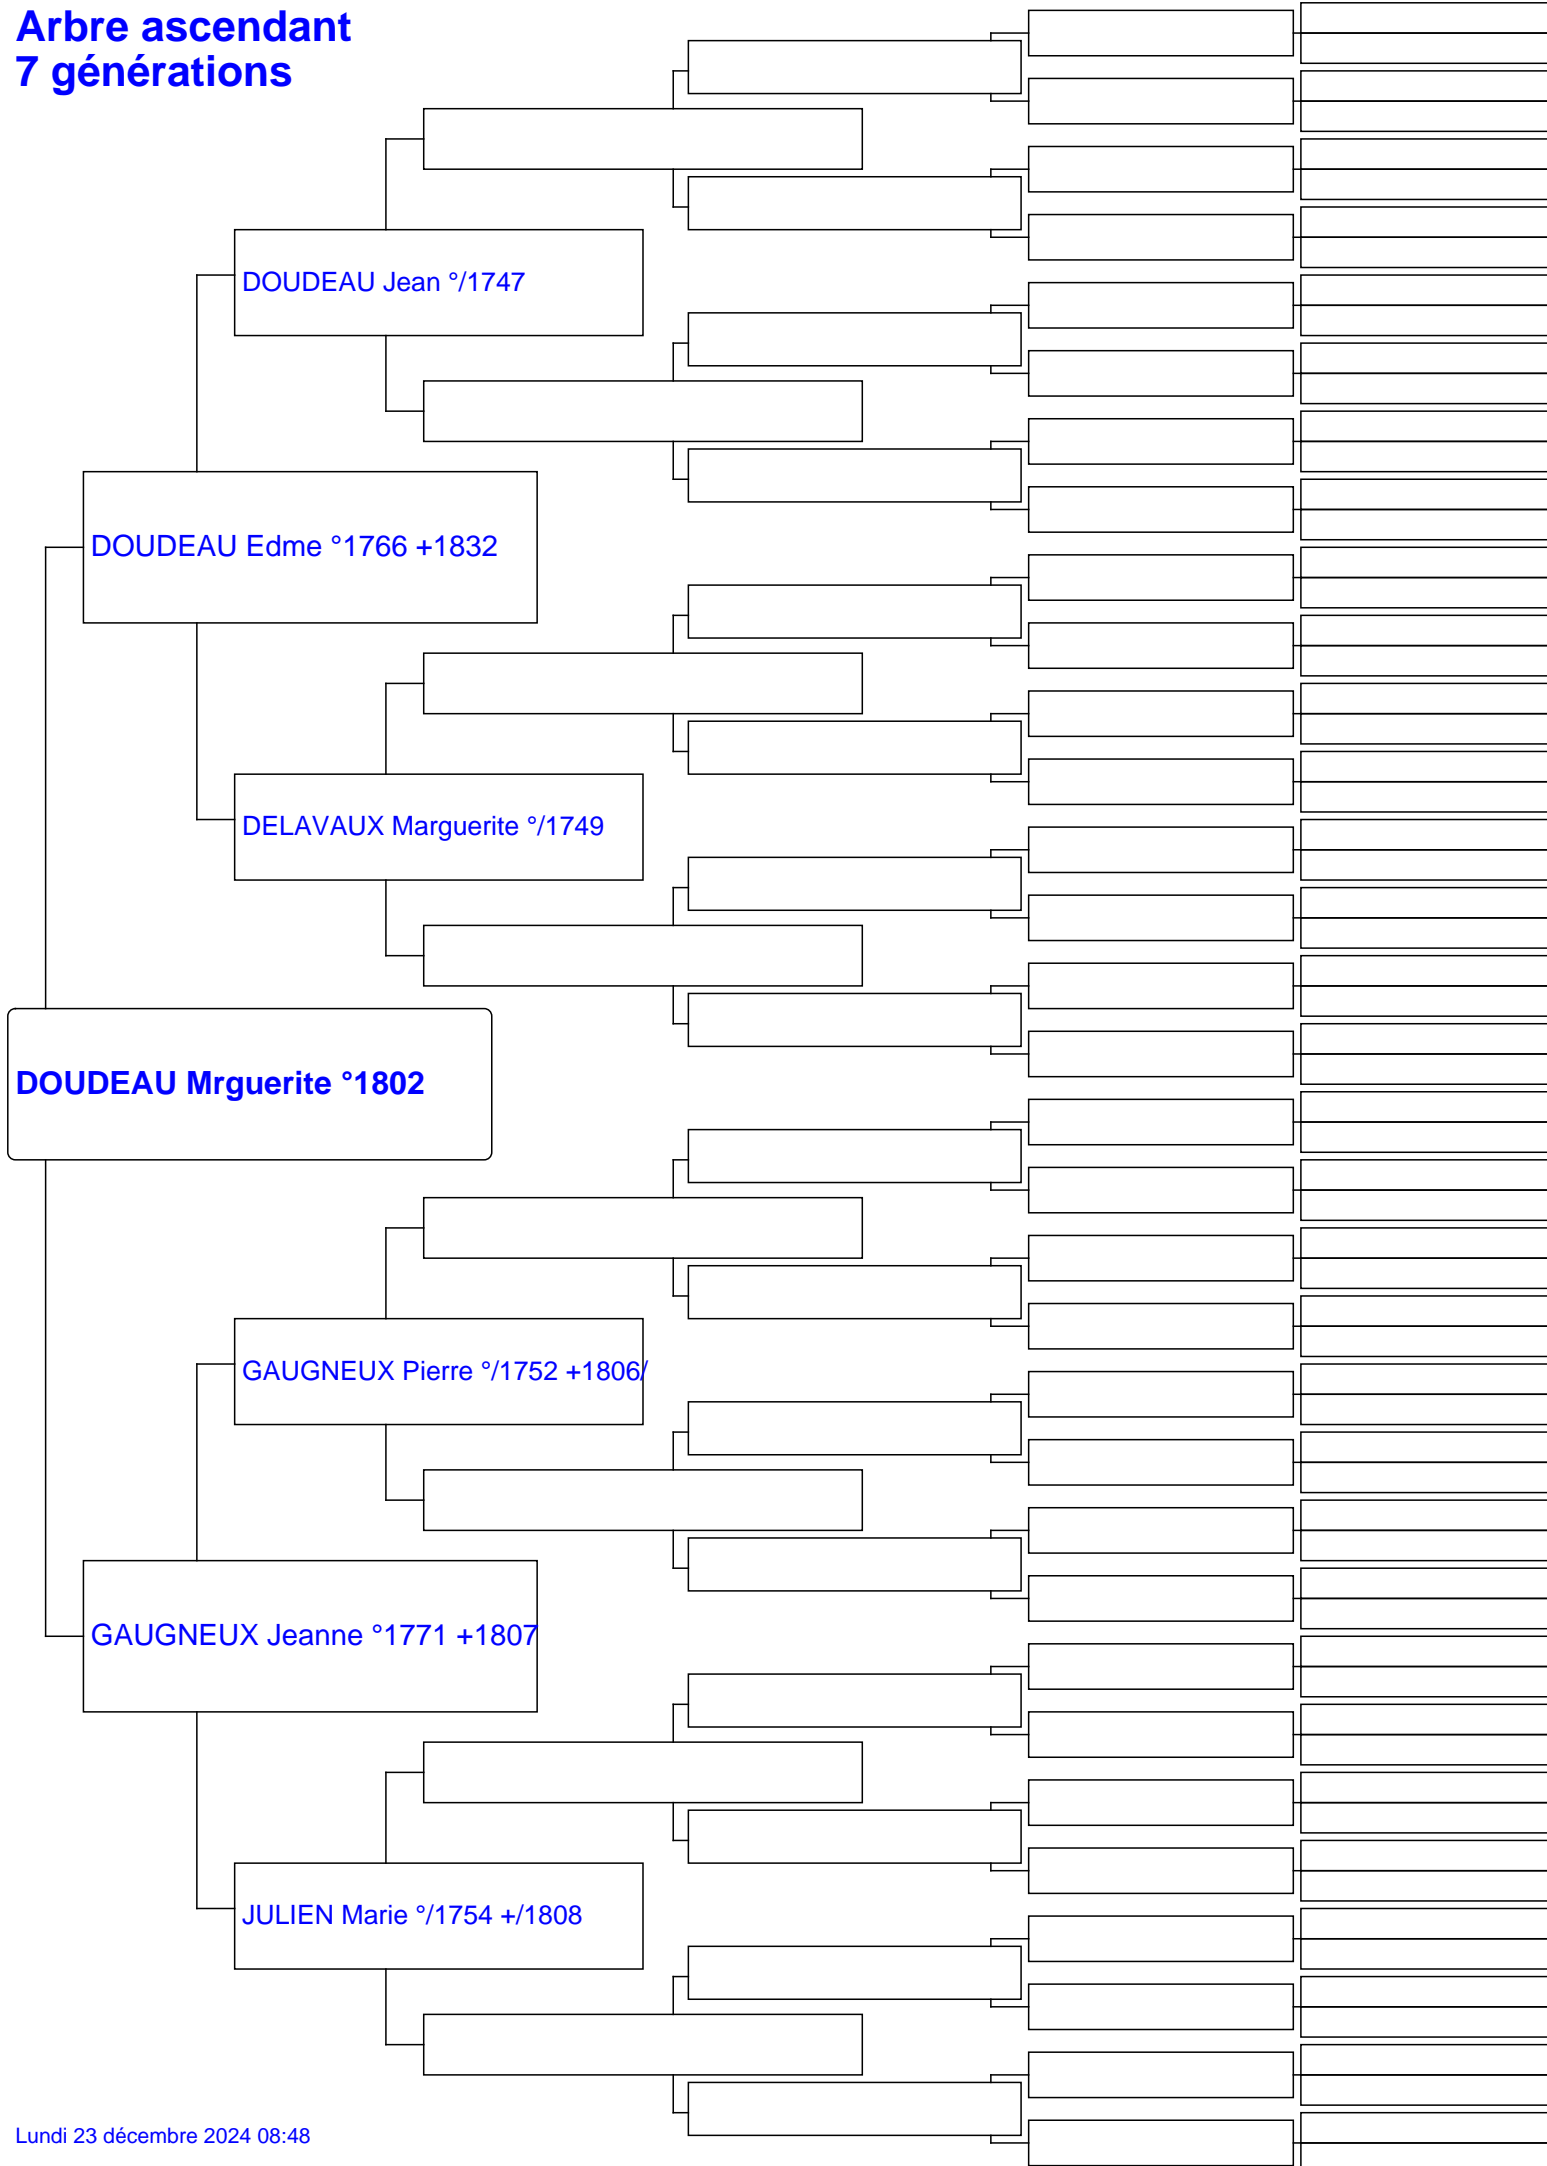 Arbre ascendant
7 générations
DOUDEAU Jean °/1747
DOUDEAU Edme °1766 +1832
DELAVAUX Marguerite °/1749
DOUDEAU Mrguerite °1802
GAUGNEUX Pierre °/1752 +1806/
GAUGNEUX Jeanne °1771 +1807
JULIEN Marie °/1754 +/1808
Lundi 23 décembre 2024 08:48